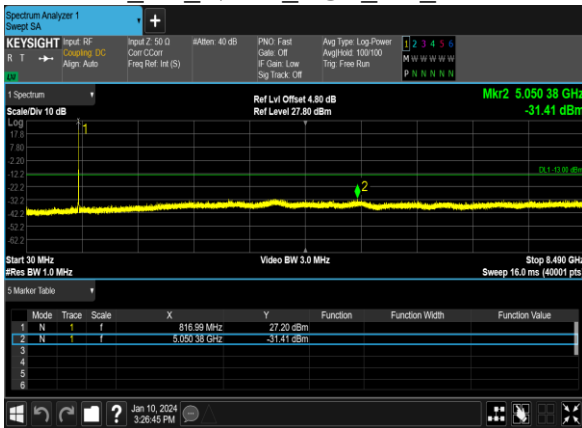 Spectrum Analyzer 1
Swept SA
+
KEYSIGHT Input: RF Input Z: 50 Ω #Atten: 40 dB PNO: Fast Avg Type: Log-Power 1 2 3 4 5 6
R T Coupling: DC Corr CCorr Gate: Off Avg|Hold: 100/100 M W W W W W
Align: Auto Freq Ref: Int (S) IF Gain: Low Trig: Free Run
LV Sig Track: Off P N N N N N
1 Spectrum Mkr2 5.050 38 GHz
Ref Lvl Offset 4.80 dB
Scale/Div 10 dB Ref Level 27.80 dBm -31.41 dBm
Log
1
17.8
7.80
-2.20
DL1 -13.00 dBm
-12.2
2
-22.2
-32.2
-42.2
-52.2
-62.2
Start 30 MHz Video BW 3.0 MHz Stop 8.490 GHz
#Res BW 1.0 MHz Sweep 16.0 ms (40001 pts
5 Marker Table
Mode Trace Scale X Y Function Function Width Function Value
1 N 1 f 816.99 MHz 27.20 dBm
2 N 1 f 5.050 38 GHz -31.41 dBm
3
4
5
6
? Jan 10, 2024
3:26:45 PM